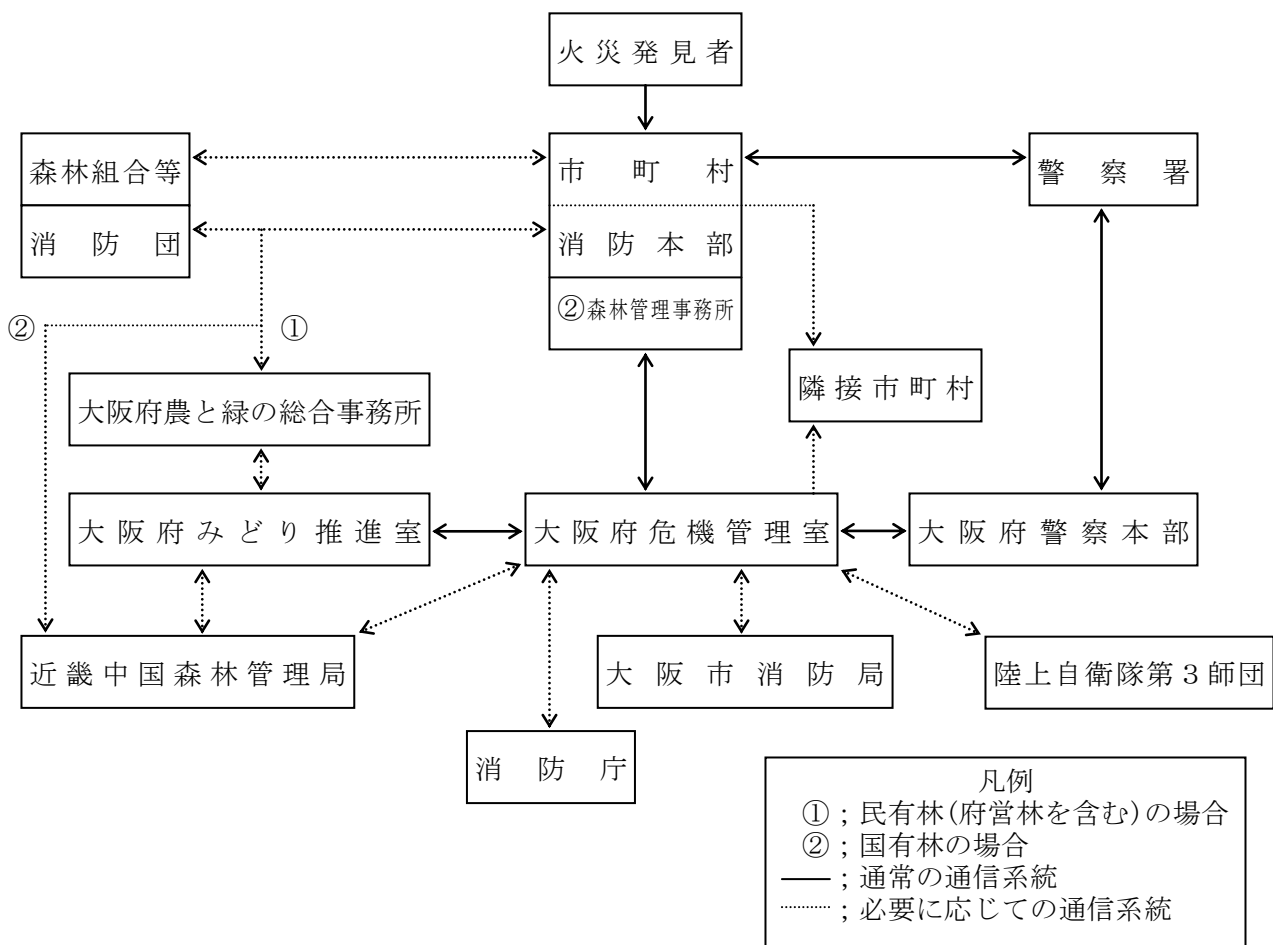 火災発見者
森林組合等
市町村
警察署
消防団
消防本部
②森林管理事務所
②
①
隣接市町村
大阪府農と緑の総合事務所
大阪府みどり推進室
大阪府危機管理室
大阪府警察本部
近畿中国森林管理局
大阪市消防局
陸上自衛隊第3師団
消防庁
凡例
①;民有林(府営林を含む)の場合
②;国有林の場合
;通常の通信系統
;必要に応じての通信系統